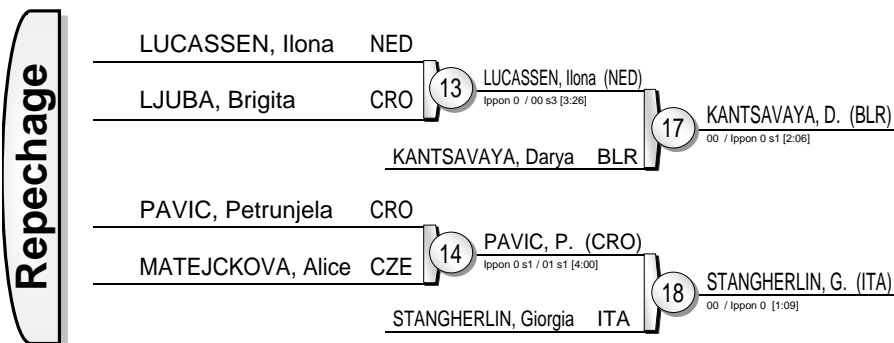 Repechage
LUCASSEN, Ilona NED
LJUBA, Brigita CRO
13
LUCASSEN, Ilona (NED)
Ippon 0 / 00 s3 [3:26]
KANTSAVAYA, Darya BLR
17
KANTSAVAYA, D. (BLR)
00 / Ippon 0 s1 [2:06]
PAVIC, Petrunjela CRO
MATEJCKOVA, Alice CZE
14
PAVIC, P. (CRO)
Ippon 0 s1 / 01 s1 [4:00]
STANGHERLIN, Giorgia ITA
18
STANGHERLIN, G. (ITA)
00 / Ippon 0 [1:09]